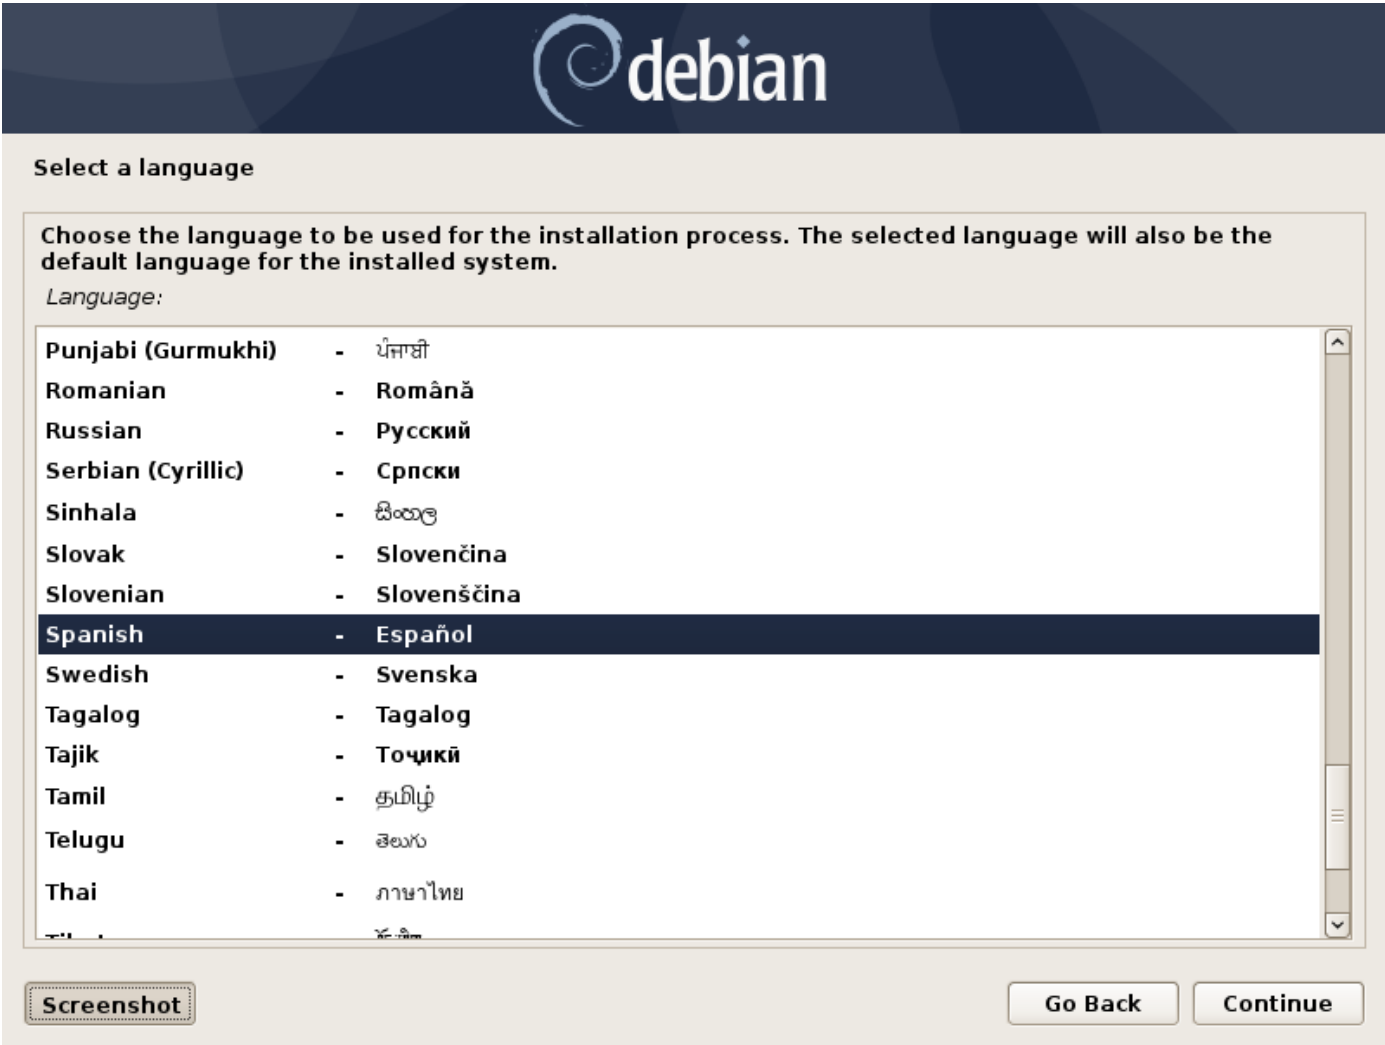 debian
Select a language
Choose the language to be used for the installation process. The selected language will also be the
default language for the installed system.
Language:
Punjabi (Gurmukhi) - ਪੰਜਾਬੀ
Romanian - Română
Russian - Русский
Serbian (Cyrillic) - Српски
Sinhala - සිංහල
Slovak - Slovenčina
Slovenian - Slovenščina
Spanish - Español
Swedish - Svenska
Tagalog - Tagalog
Tajik - Тоҷикӣ
Tamil - தமிழ்
Telugu - తెలుగు
Thai - ภาษาไทย
Screenshot Go Back Continue